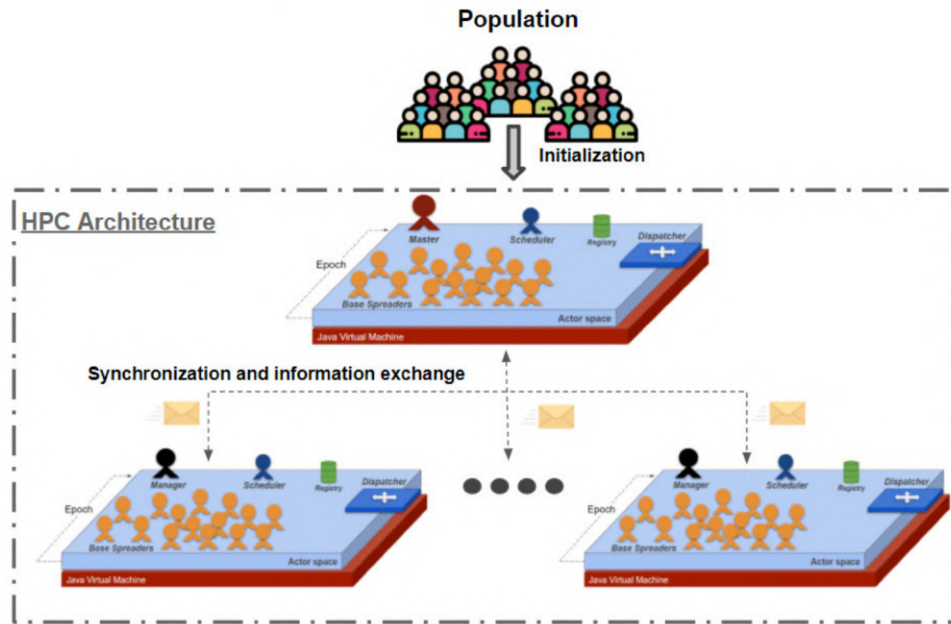 Population
Initialization
HPC Architecture
Master
Scheduler
Registry
Dispatcher
Epoch
Base Spreaders
Actor space
Java Virtual Machine
Synchronization and information exchange
Manager
Scheduler
Registry
Dispatcher
Epoch
Base Spreaders
Actor space
Java Virtual Machine
Manager
Scheduler
Registry
Dispatcher
Epoch
Base Spreaders
Actor space
Java Virtual Machine